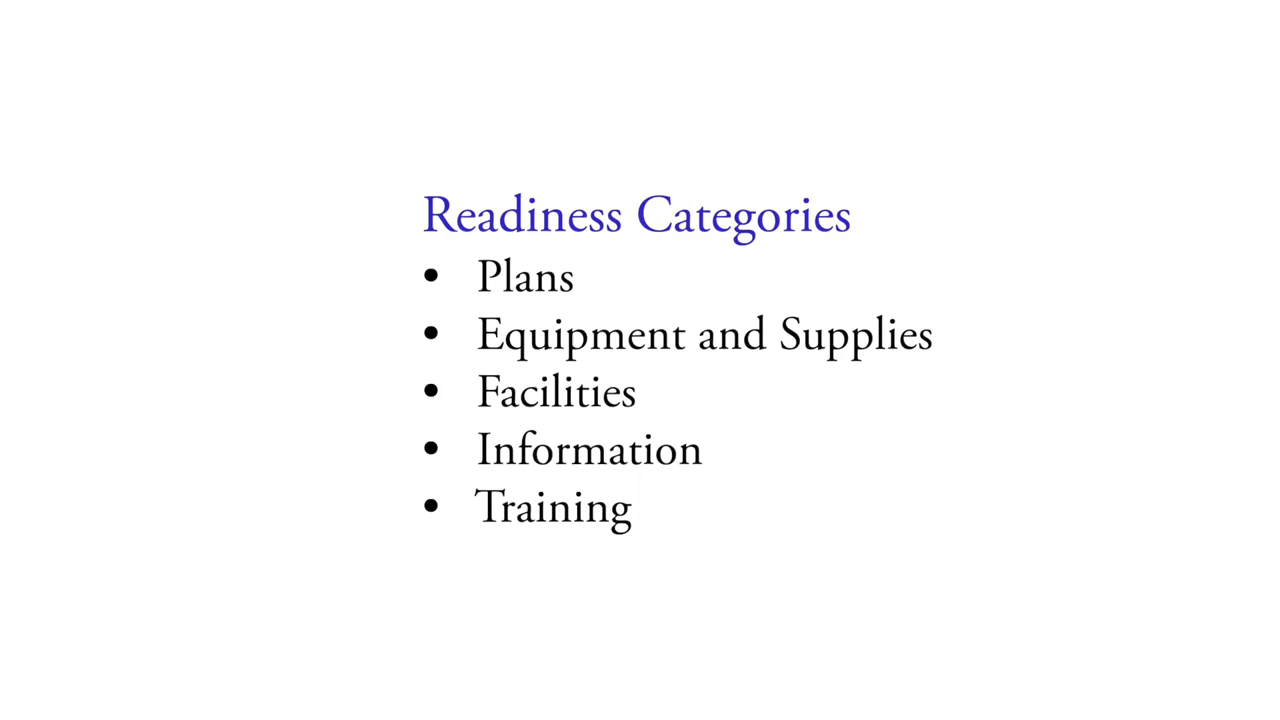 Readiness Categories
• Plans
• Equipment and Supplies
• Facilities
• Information
• Training